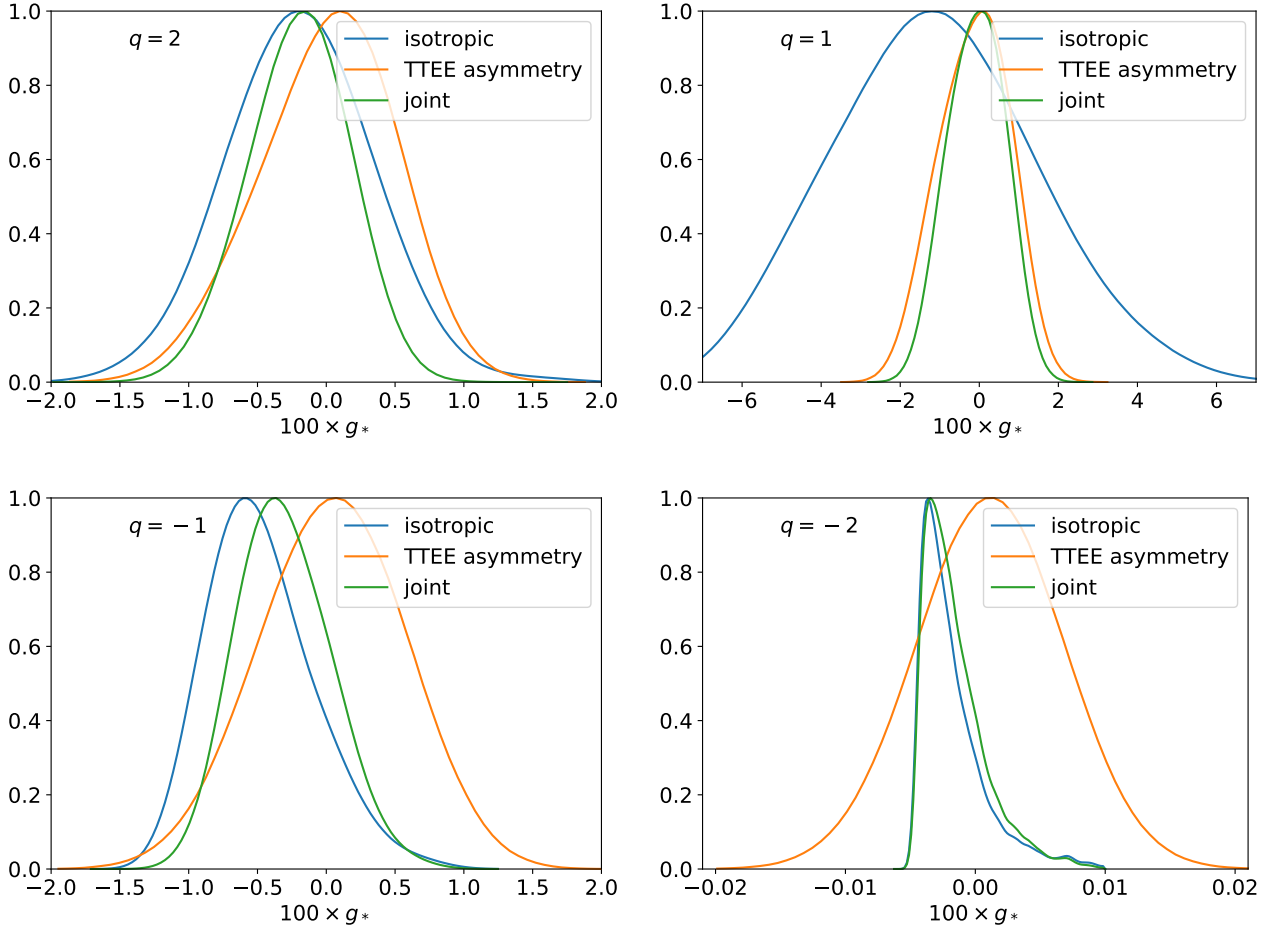 q = 2
isotropic
TTEE asymmetry
joint
1.0
0.8
0.6
0.4
0.2
0.0
−2.0 −1.5 −1.0 −0.5 0.0 0.5 1.0 1.5 2.0
100 × g*
q = 1
isotropic
TTEE asymmetry
joint
1.0
0.8
0.6
0.4
0.2
0.0
−6 −4 −2 0 2 4 6
100 × g*
q = −1
isotropic
TTEE asymmetry
joint
1.0
0.8
0.6
0.4
0.2
0.0
−2.0 −1.5 −1.0 −0.5 0.0 0.5 1.0 1.5 2.0
100 × g*
q = −2
isotropic
TTEE asymmetry
joint
1.0
0.8
0.6
0.4
0.2
0.0
−0.02 −0.01 0.00 0.01 0.02
100 × g*